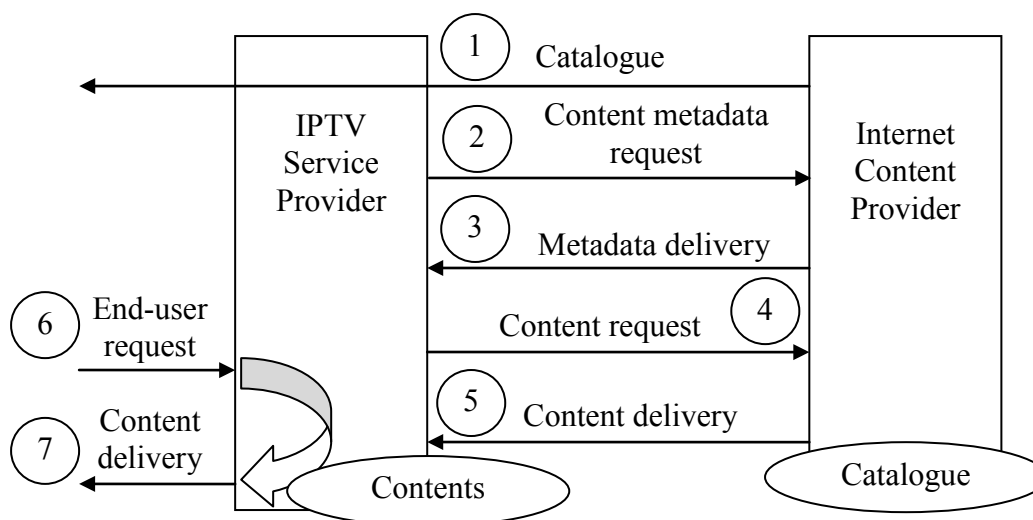 1
Catalogue
IPTV
Service
Provider
2
Content metadata
request
Internet
Content
Provider
3
Metadata delivery
4
Content request
6
End-user
request
5
Content delivery
7
Content
delivery
Contents
Catalogue